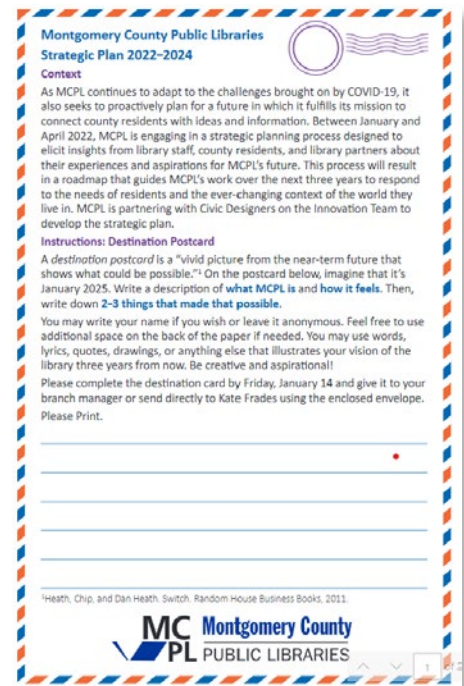 Montgomery County Public Libraries
Strategic Plan 2022–2024
Context
As MCPL continues to adapt to the challenges brought on by COVID-19, it
also seeks to proactively plan for a future in which it fulfills its mission to
connect county residents with ideas and information. Between January and
April 2022, MCPL is engaging in a strategic planning process designed to
elicit insights from library staff, county residents, and library partners about
their experiences and aspirations for MCPL's future. This process will result
in a roadmap that guides MCPL's work over the next three years to respond
to the needs of residents and the ever-changing context of the world they
live in. MCPL is partnering with Civic Designers on the Innovation Team to
develop the strategic plan.
Instructions: Destination Postcard
A destination postcard is a “vivid picture from the near-term future that
shows what could be possible.”¹ On the postcard below, imagine that it's
January 2025. Write a description of what MCPL is and how it feels. Then,
write down 2–3 things that made that possible.
You may write your name if you wish or leave it anonymous. Feel free to use
additional space on the back of the paper if needed. You may use words,
lyrics, quotes, drawings, or anything else that illustrates your vision of the
library three years from now. Be creative and aspirational!
Please complete the destination card by Friday, January 14 and give it to your
branch manager or send directly to Kate Frades using the enclosed envelope.
Please Print.
¹Heath, Chip, and Dan Heath. Switch. Random House Business Books, 2011.
MC
PL
Montgomery County
PUBLIC LIBRARIES
1 of 2